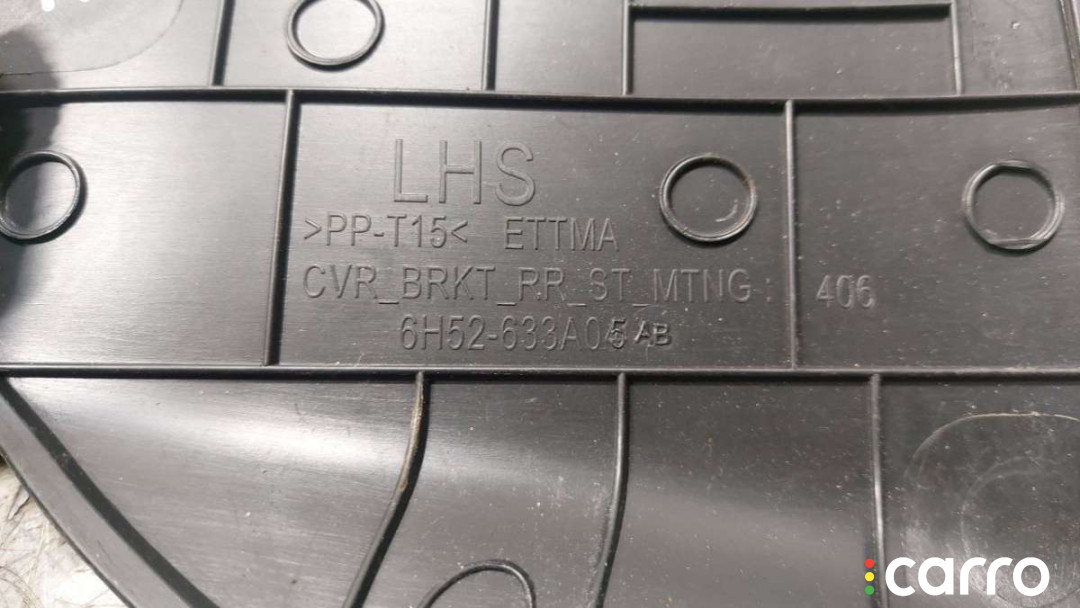 LHS
>PP-T15< ETTMA
CVR_BRKT_RR_ST_MTNG : 406
6H52-633A05 AB
carro